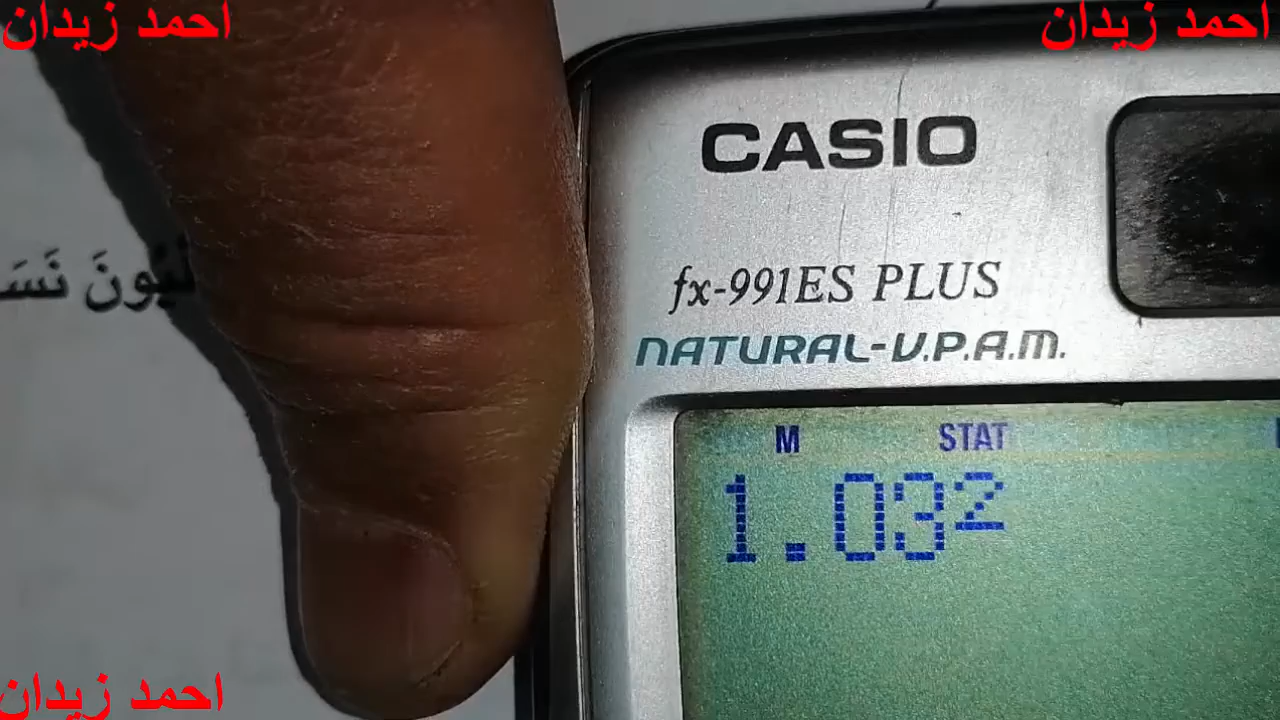 احمد زيدان
احمد زيدان
CASIO
fx-991ES PLUS
NATURAL-V.P.A.M.
M STAT
1.03²
احمد زيدان